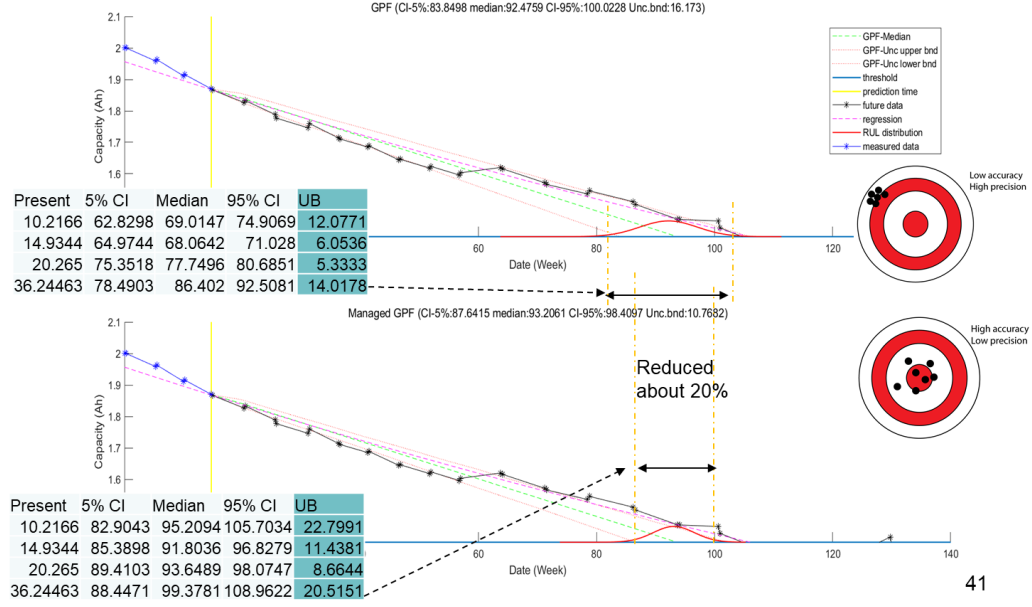 GPF (CI-5%:83.8498 median:92.4759 CI-95%:100.0228 Unc.bnd:16.173)
2.1
2
1.9
1.8
1.7
1.6
Capacity (Ah)
GPF-Median
GPF-Unc upper bnd
GPF-Unc lower bnd
threshold
prediction time
future data
regression
RUL distribution
measured data
Low accuracy
High precision
Present 5% CI Median 95% CI UB
10.2166 62.8298 69.0147 74.9069 12.0771
14.9344 64.9744 68.0642 71.028 6.0536
20.265 75.3518 77.7496 80.6851 5.3333
36.24463 78.4903 86.402 92.5081 14.0178
60 80 100 120
Date (Week)
Managed GPF (CI-5%:87.6415 median:93.2061 CI-95%:98.4097 Unc.bnd:10.7682)
2.1
2
1.9
1.8
1.7
1.6
Capacity (Ah)
High accuracy
Low precision
Reduced
about 20%
Present 5% CI Median 95% CI UB
10.2166 82.9043 95.2094 105.7034 22.7991
14.9344 85.3898 91.8036 96.8279 11.4381
20.265 89.4103 93.6489 98.0747 8.6644
36.24463 88.4471 99.3781 108.9622 20.5151
60 80 100 120 140
Date (Week)
41